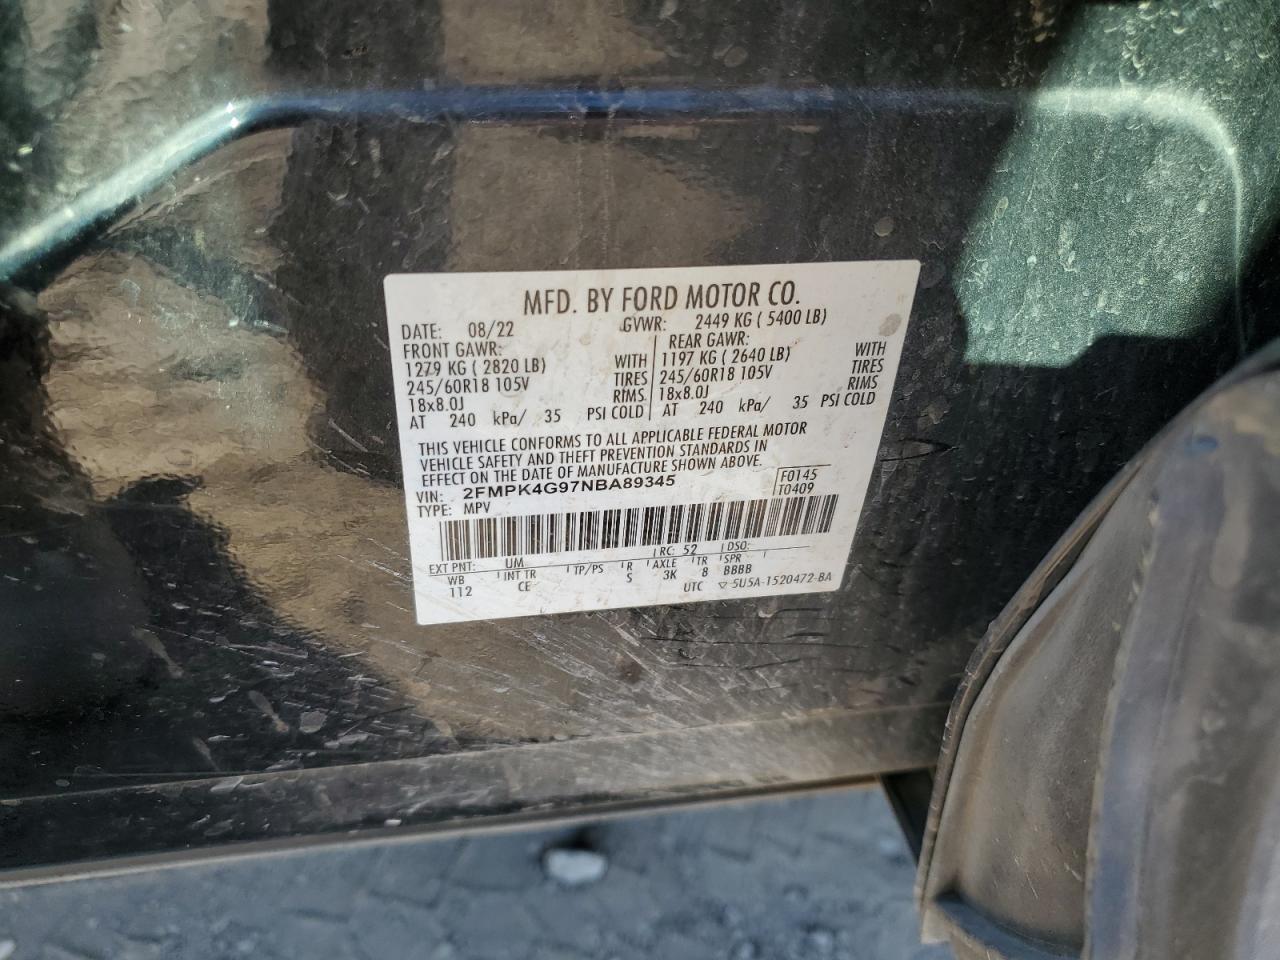 MFD. BY FORD MOTOR CO.
DATE: 08/22 GVWR: 2449 KG ( 5400 LB)
FRONT GAWR: REAR GAWR:
1279 KG ( 2820 LB) WITH 1197 KG ( 2640 LB) WITH
245/60R18 105V TIRES 245/60R18 105V TIRES
18x8.0J RIMS 18x8.0J RIMS
AT 240 kPa/ 35 PSI COLD AT 240 kPa/ 35 PSI COLD
THIS VEHICLE CONFORMS TO ALL APPLICABLE FEDERAL MOTOR
VEHICLE SAFETY AND THEFT PREVENTION STANDARDS IN
EFFECT ON THE DATE OF MANUFACTURE SHOWN ABOVE.
VIN: 2FMPK4G97NBA89345 F0145
TYPE: MPV T0409
EXT PNT: UM RC: 52 DSO:
WB INT TR TP/PS R AXLE TR SPR
112 CE S 3K 8 BBBB
UTC ▽ 5U5A-1520472-BA